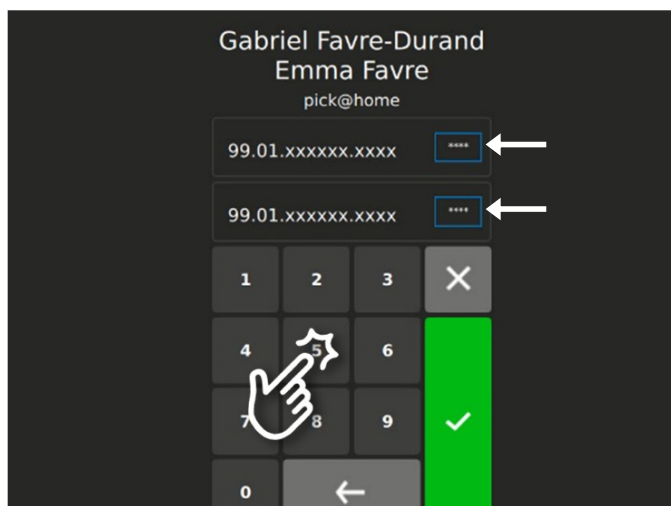 Gabriel Favre-Durand
Emma Favre
pick@home
99.01.xxxxxx.xxxx ****
99.01.xxxxxx.xxxx ****
1 2 3
4 5 6
7 8 9
0